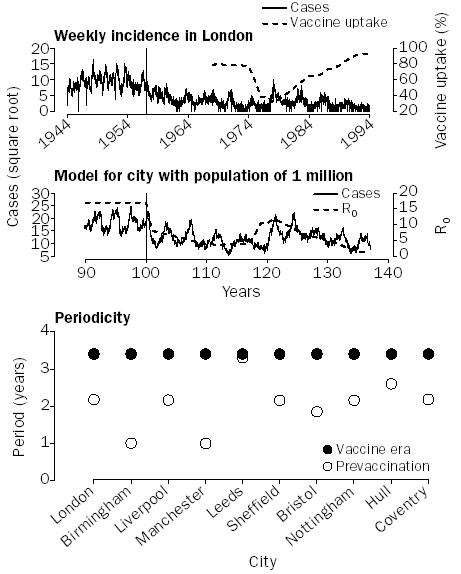 Cases
Vaccine uptake
Weekly incidence in London
20
15
10
5
0
100
80
60
40
20
1944
1954
1964
1974
1984
1994
Vaccine uptake (%)
Cases (square root)
Model for city with population of 1 million
30
25
20
15
10
5
Cases
R0
20
15
10
5
0
R0
90
100
110
120
130
140
Years
Periodicity
4
3
2
1
0
Period (years)
Vaccine era
Prevaccination
London
Birmingham
Liverpool
Manchester
Leeds
Sheffield
Bristol
Nottingham
Hull
Coventry
City